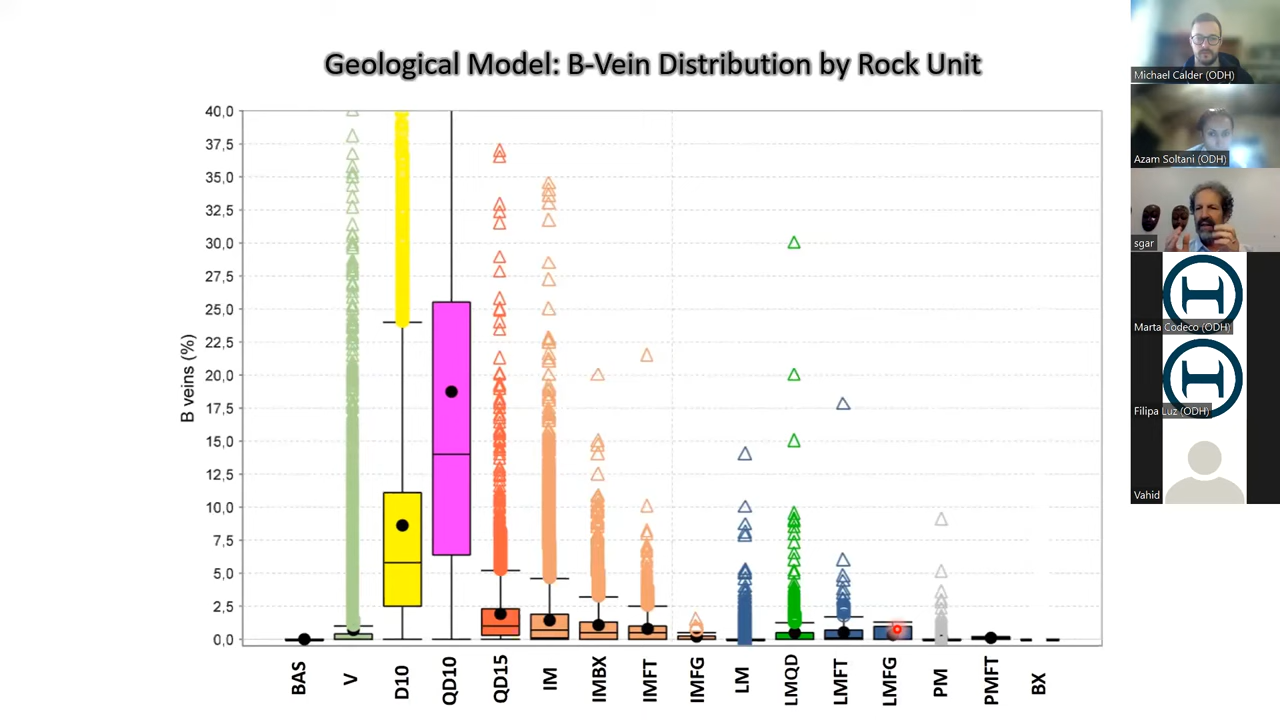 Geological Model: B-Vein Distribution by Rock Unit
B veins (%)
40,0
37,5
35,0
32,5
30,0
27,5
25,0
22,5
20,0
17,5
15,0
12,5
10,0
7,5
5,0
2,5
0,0
BAS
V
D10
QD10
QD15
IM
IMBX
IMFT
IMFG
LM
LMQD
LMFT
LMFG
PM
PMFT
BX
Michael Calder (ODH)
Azam Soltani (ODH)
sgar
Marta Codeco (ODH)
Filipa Luz (ODH)
Vahid